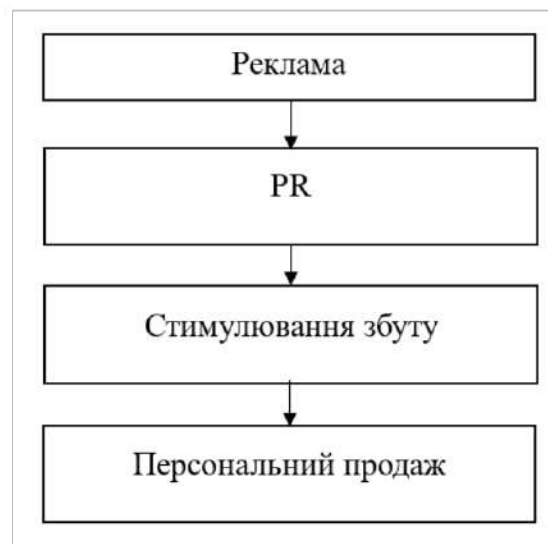 Реклама
PR
Стимулювання збуту
Персональний продаж